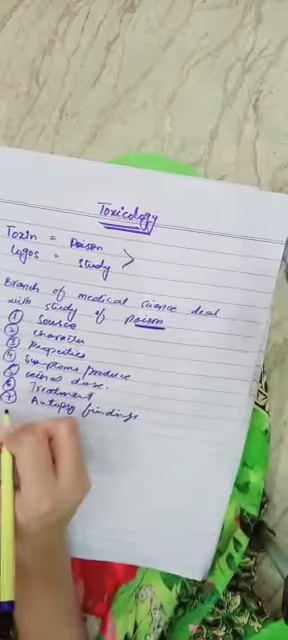 Toxicology
Toxin = Poison
Logos = study
Branch of medical science deal
with study of poison
① Source
② character
③ Properties
④ Symptoms produce
⑤ dose.
⑥ Treatment
⑦ Autopsy findings